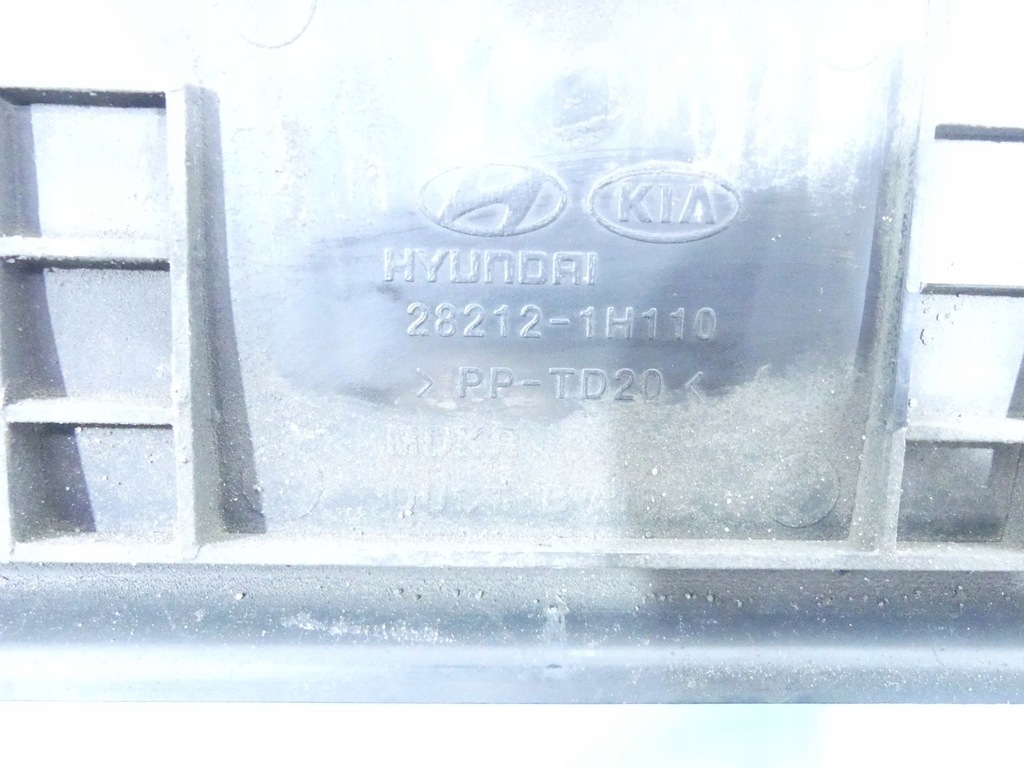 KIA
HYUNDAI
28212-1H110
> PP-TD20 <